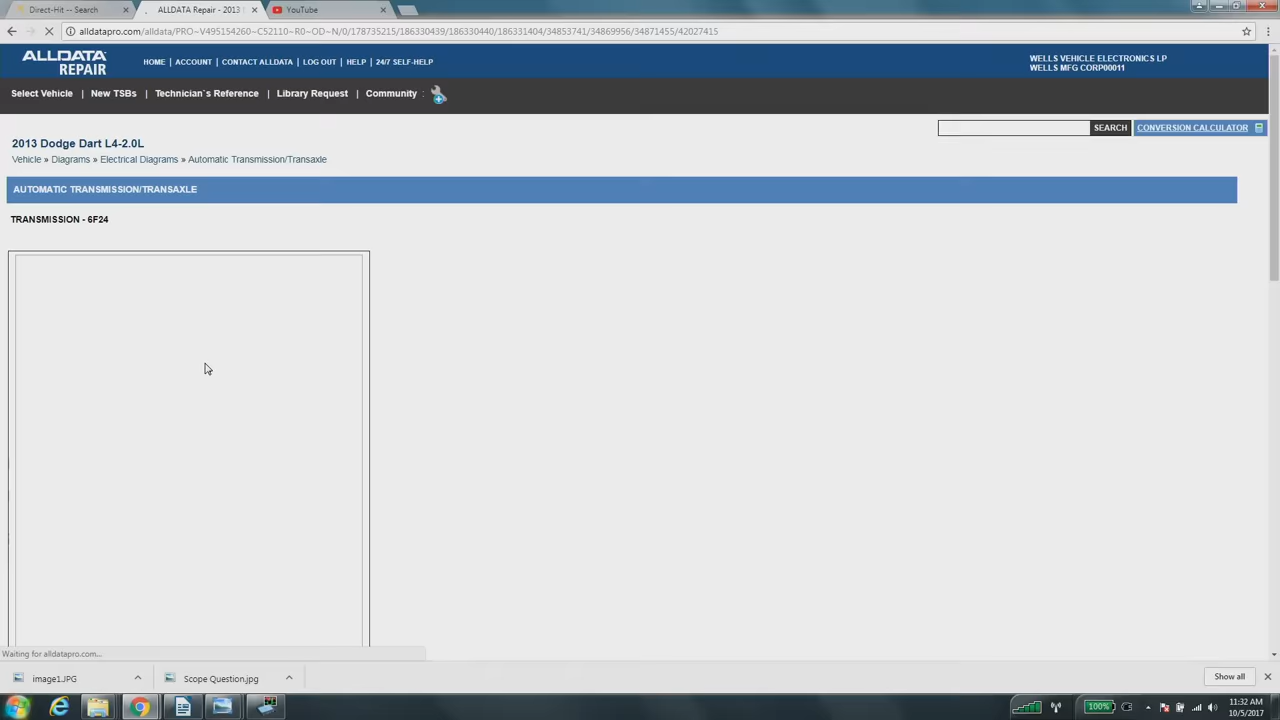 Direct-Hit -- Search
ALLDATA Repair - 2013
YouTube
alldatapro.com/alldata/PRO~V495154260~C52110~R0~OD~N/0/178735215/186330439/186330440/186331404/34853741/34869956/34871455/42027415
ALLDATA
REPAIR
HOME | ACCOUNT | CONTACT ALLDATA | LOG OUT | HELP | 24/7 SELF-HELP
WELLS VEHICLE ELECTRONICS LP
WELLS MFG CORP00011
Select Vehicle | New TSBs | Technician`s Reference | Library Request | Community :
SEARCH CONVERSION CALCULATOR
2013 Dodge Dart L4-2.0L
Vehicle » Diagrams » Electrical Diagrams » Automatic Transmission/Transaxle
AUTOMATIC TRANSMISSION/TRANSAXLE
TRANSMISSION - 6F24
Waiting for alldatapro.com...
image1.JPG
Scope Question.jpg
Show all
100%
11:32 AM
10/5/2017